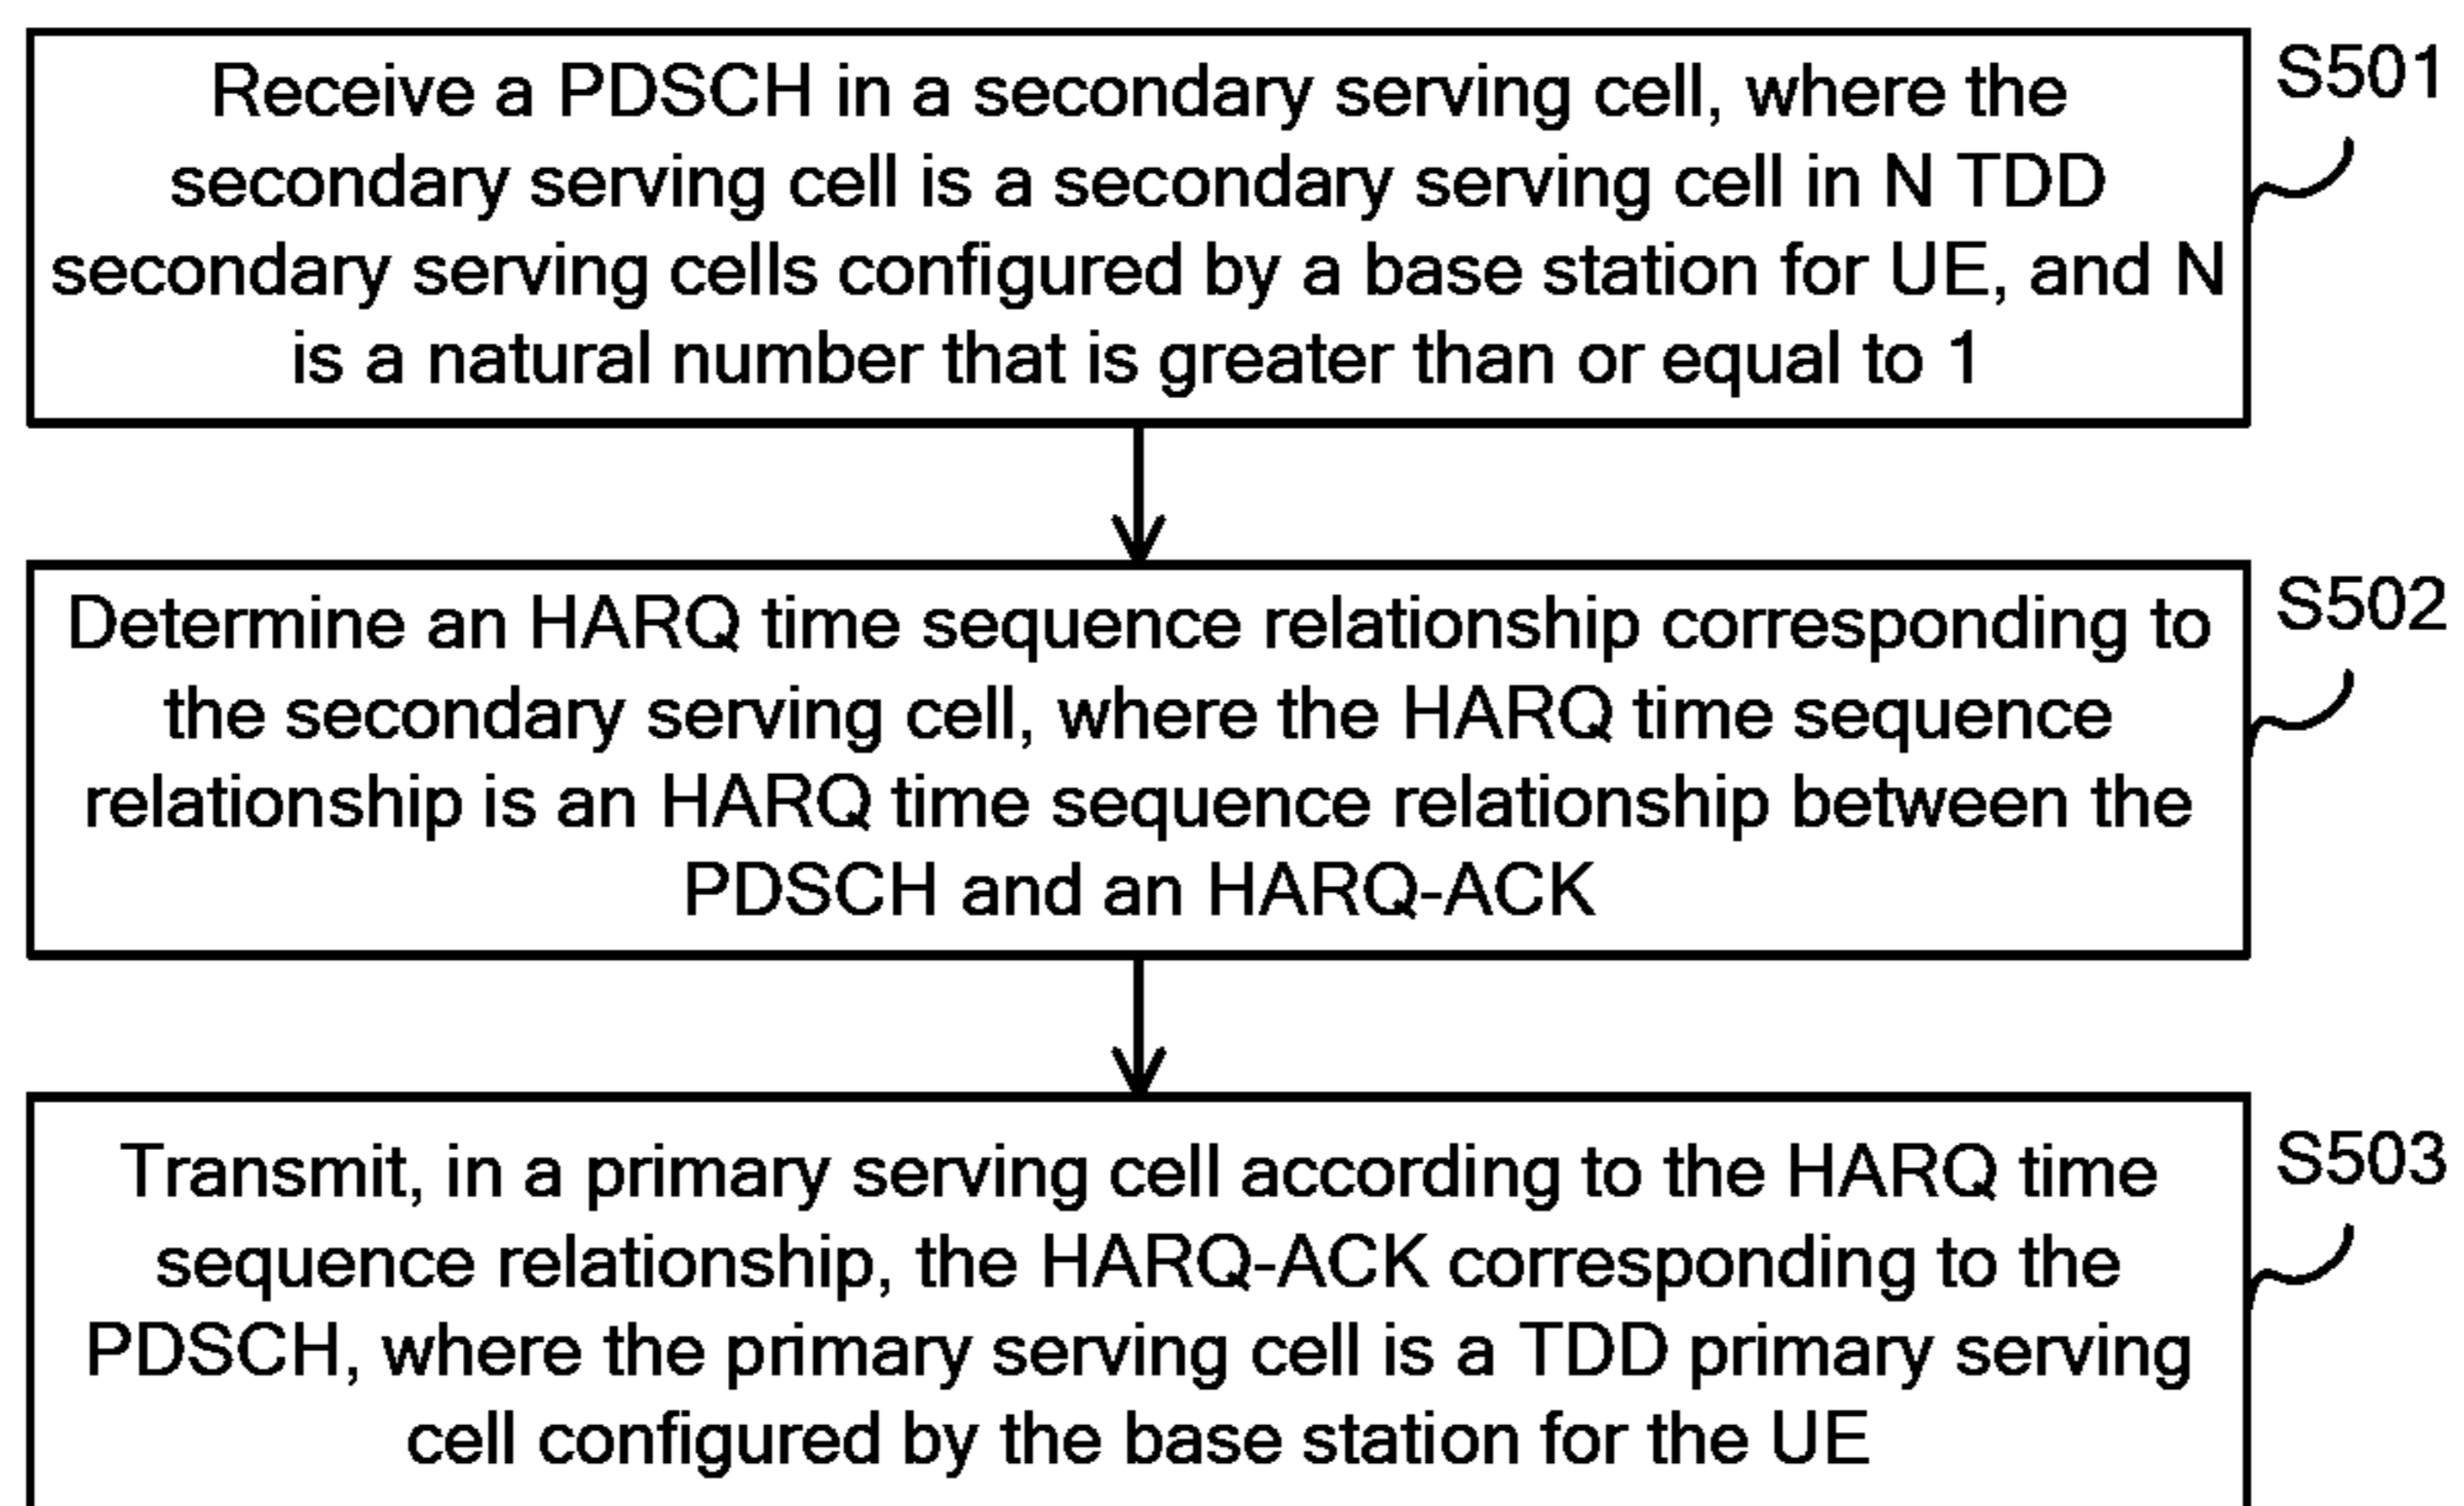 Receive a PDSCH in a secondary serving cell, where the
secondary serving cell is a secondary serving cell in N TDD
secondary serving cells configured by a base station for UE, and N
is a natural number that is greater than or equal to 1
S501
Determine an HARQ time sequence relationship corresponding to
the secondary serving cell, where the HARQ time sequence
relationship is an HARQ time sequence relationship between the
PDSCH and an HARQ-ACK
S502
Transmit, in a primary serving cell according to the HARQ time
sequence relationship, the HARQ-ACK corresponding to the
PDSCH, where the primary serving cell is a TDD primary serving
cell configured by the base station for the UE
S503